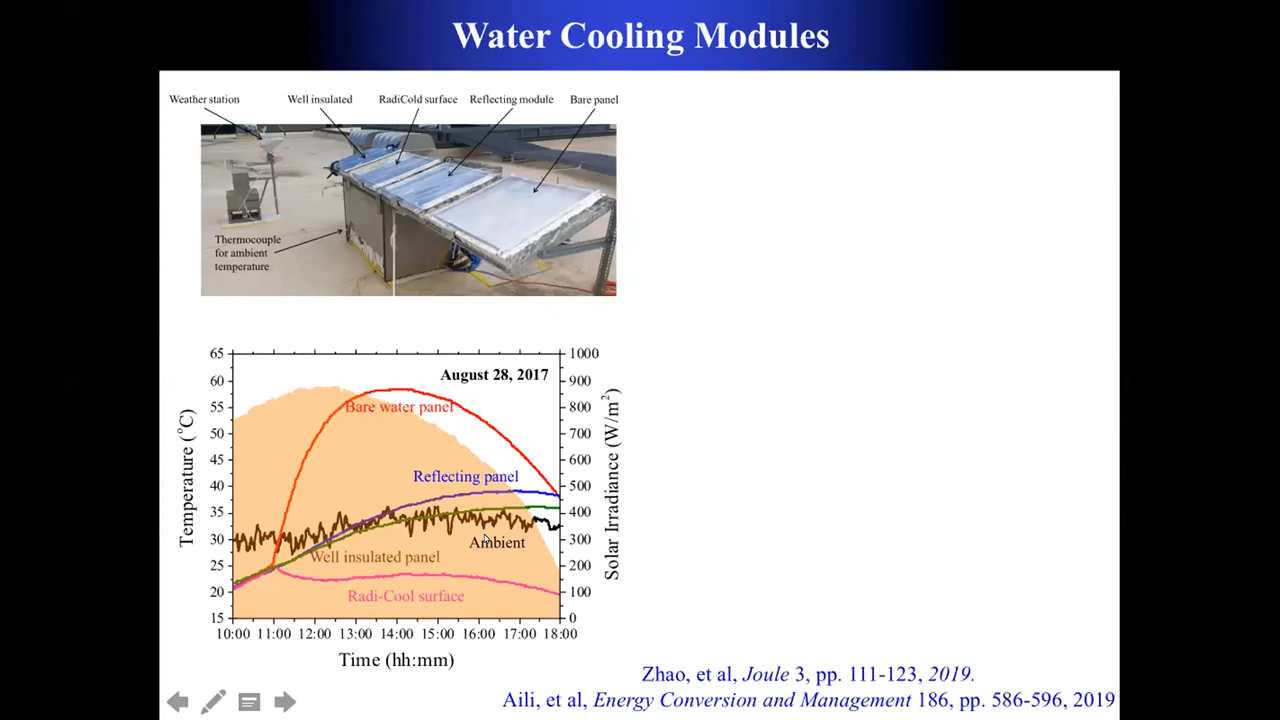 Water Cooling Modules
Weather station Well insulated RadiCold surface Reflecting module Bare panel
Thermocouple
for ambient
temperature
August 28, 2017
Bare water panel
Reflecting panel
Ambient
Well insulated panel
Radi-Cool surface
Temperature (°C)
65
60
55
50
45
40
35
30
25
20
15
Solar Irradiance (W/m²)
1000
900
800
700
600
500
400
300
200
100
0
10:00 11:00 12:00 13:00 14:00 15:00 16:00 17:00 18:00
Time (hh:mm)
Zhao, et al, Joule 3, pp. 111-123, 2019.
Aili, et al, Energy Conversion and Management 186, pp. 586-596, 2019